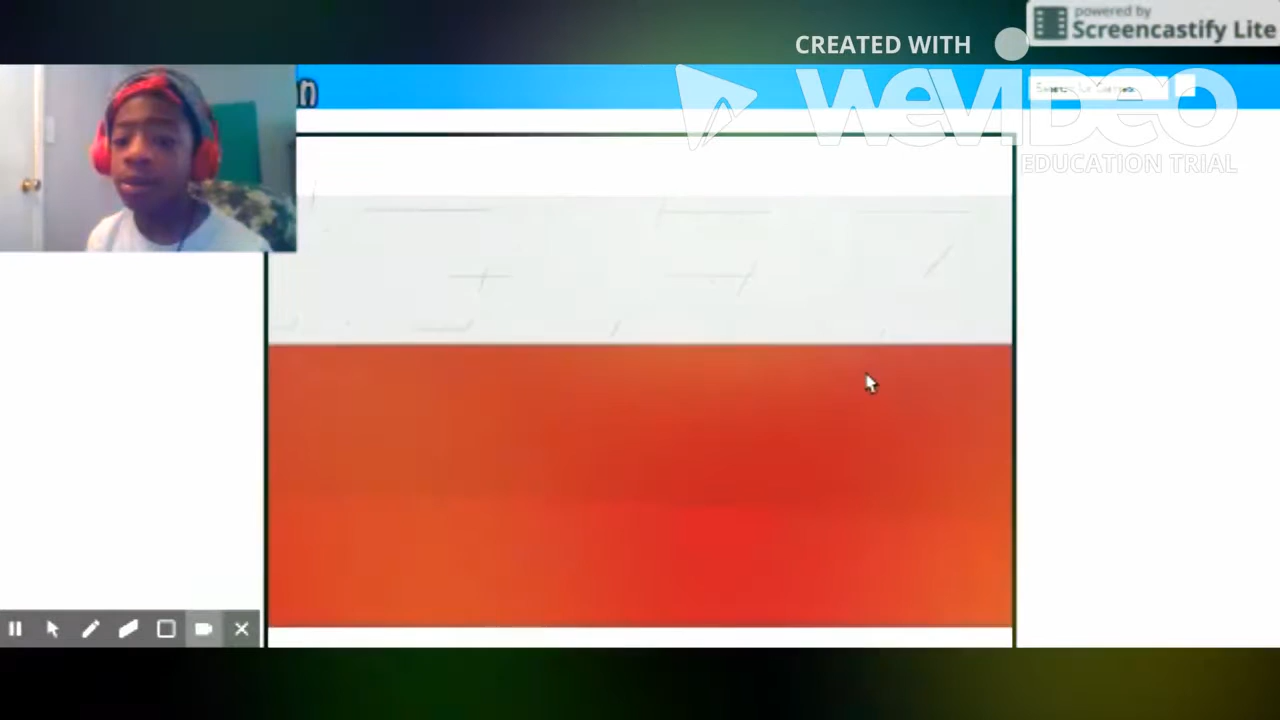 powered by
Screencastify Lite
CREATED WITH
WEVIDEO
EDUCATION TRIAL
n